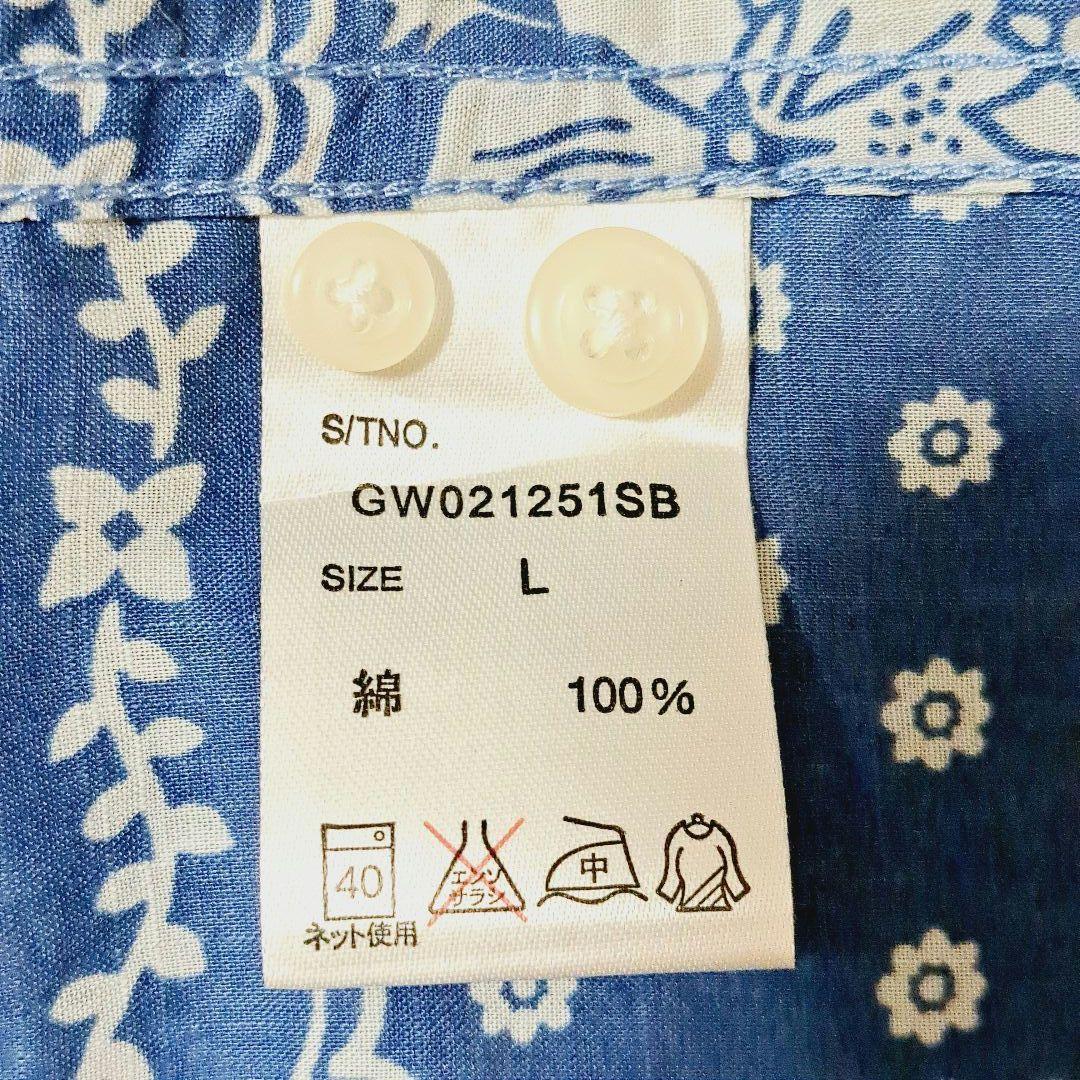 S/TNO.
GW021251SB
SIZE L
綿 100%
40
エンソ
サラシ
中
ネット使用